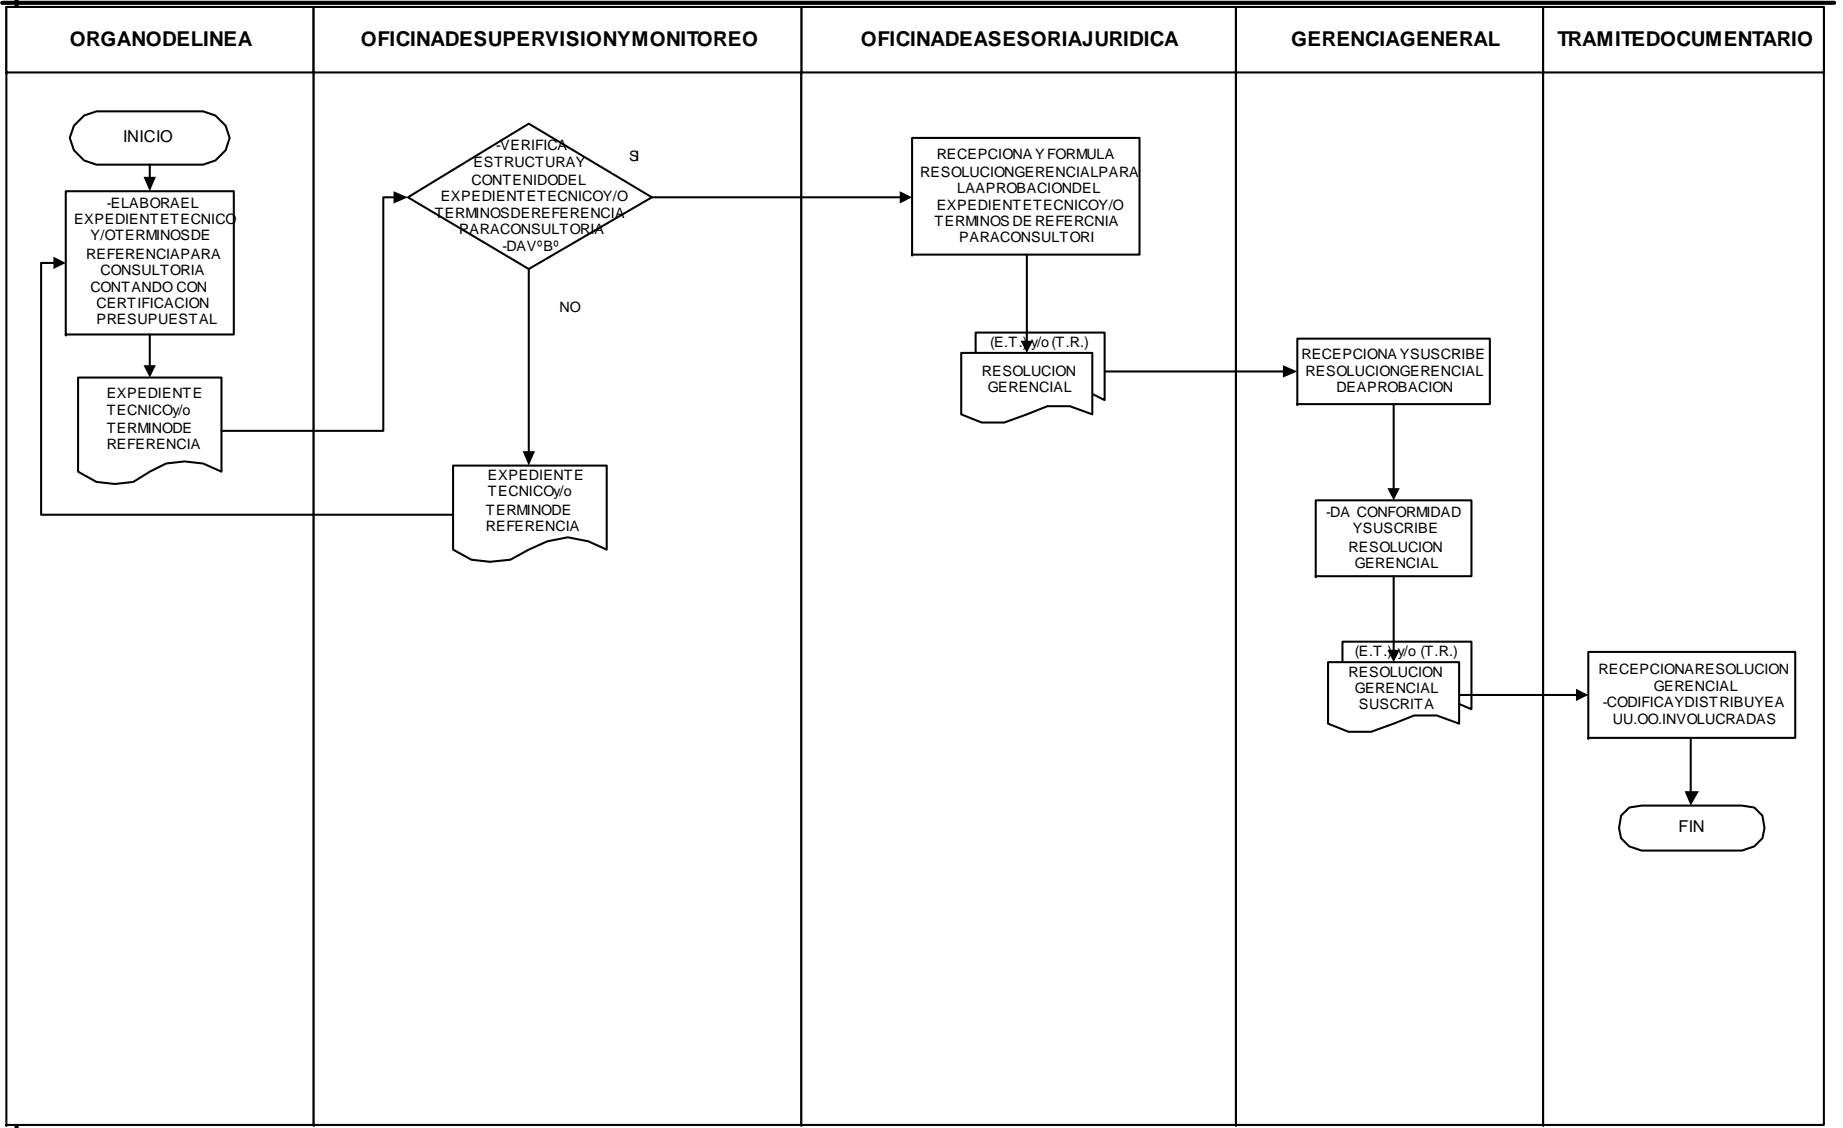 ORGANODELINEA
OFICINADESUPERVISIONYMONITOREO
OFICINADEASESORIAJURIDICA
GERENCIAGENERAL
TRAMITEDOCUMENTARIO
INICIO
-ELABORAEL
EXPEDIENTETECNICO
Y/OTERMINOSDE
REFERENCIAPARA
CONSULTORIA
CONTANDO CON
CERTIFICACION
PRESUPUESTAL
EXPEDIENTE
TECNICOy/o
TERMINODE
REFERENCIA
-VERIFICA
ESTRUCTURAY
CONTENIDODEL
EXPEDIENTETECNICOY/O
TERMINOSDEREFERENCIA
PARACONSULTORIA
-DAVºBº
SI
NO
EXPEDIENTE
TECNICOy/o
TERMINODE
REFERENCIA
RECEPCIONA Y FORMULA
RESOLUCIONGERENCIALPARA
LAAPROBACIONDEL
EXPEDIENTETECNICOY/O
TERMINOS DE REFERCNIA
PARACONSULTORI
(E.T.)y/o (T.R.)
RESOLUCION
GERENCIAL
RECEPCIONA YSUSCRIBE
RESOLUCIONGERENCIAL
DEAPROBACION
-DA CONFORMIDAD
YSUSCRIBE
RESOLUCION
GERENCIAL
(E.T.)y/o (T.R.)
RESOLUCION
GERENCIAL
SUSCRITA
RECEPCIONARESOLUCION
GERENCIAL
-CODIFICAYDISTRIBUYEA
UU.OO.INVOLUCRADAS
FIN